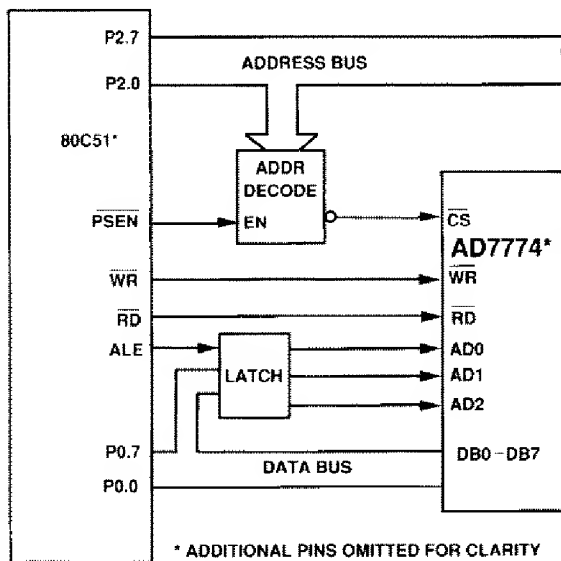 P2.7
ADDRESS BUS
P2.0
80C51*
ADDR
DECODE
PSEN
EN
CS
AD7774*
WR
WR
RD
RD
ALE
AD0
LATCH
AD1
AD2
P0.7
DB0-DB7
DATA BUS
P0.0
* ADDITIONAL PINS OMITTED FOR CLARITY